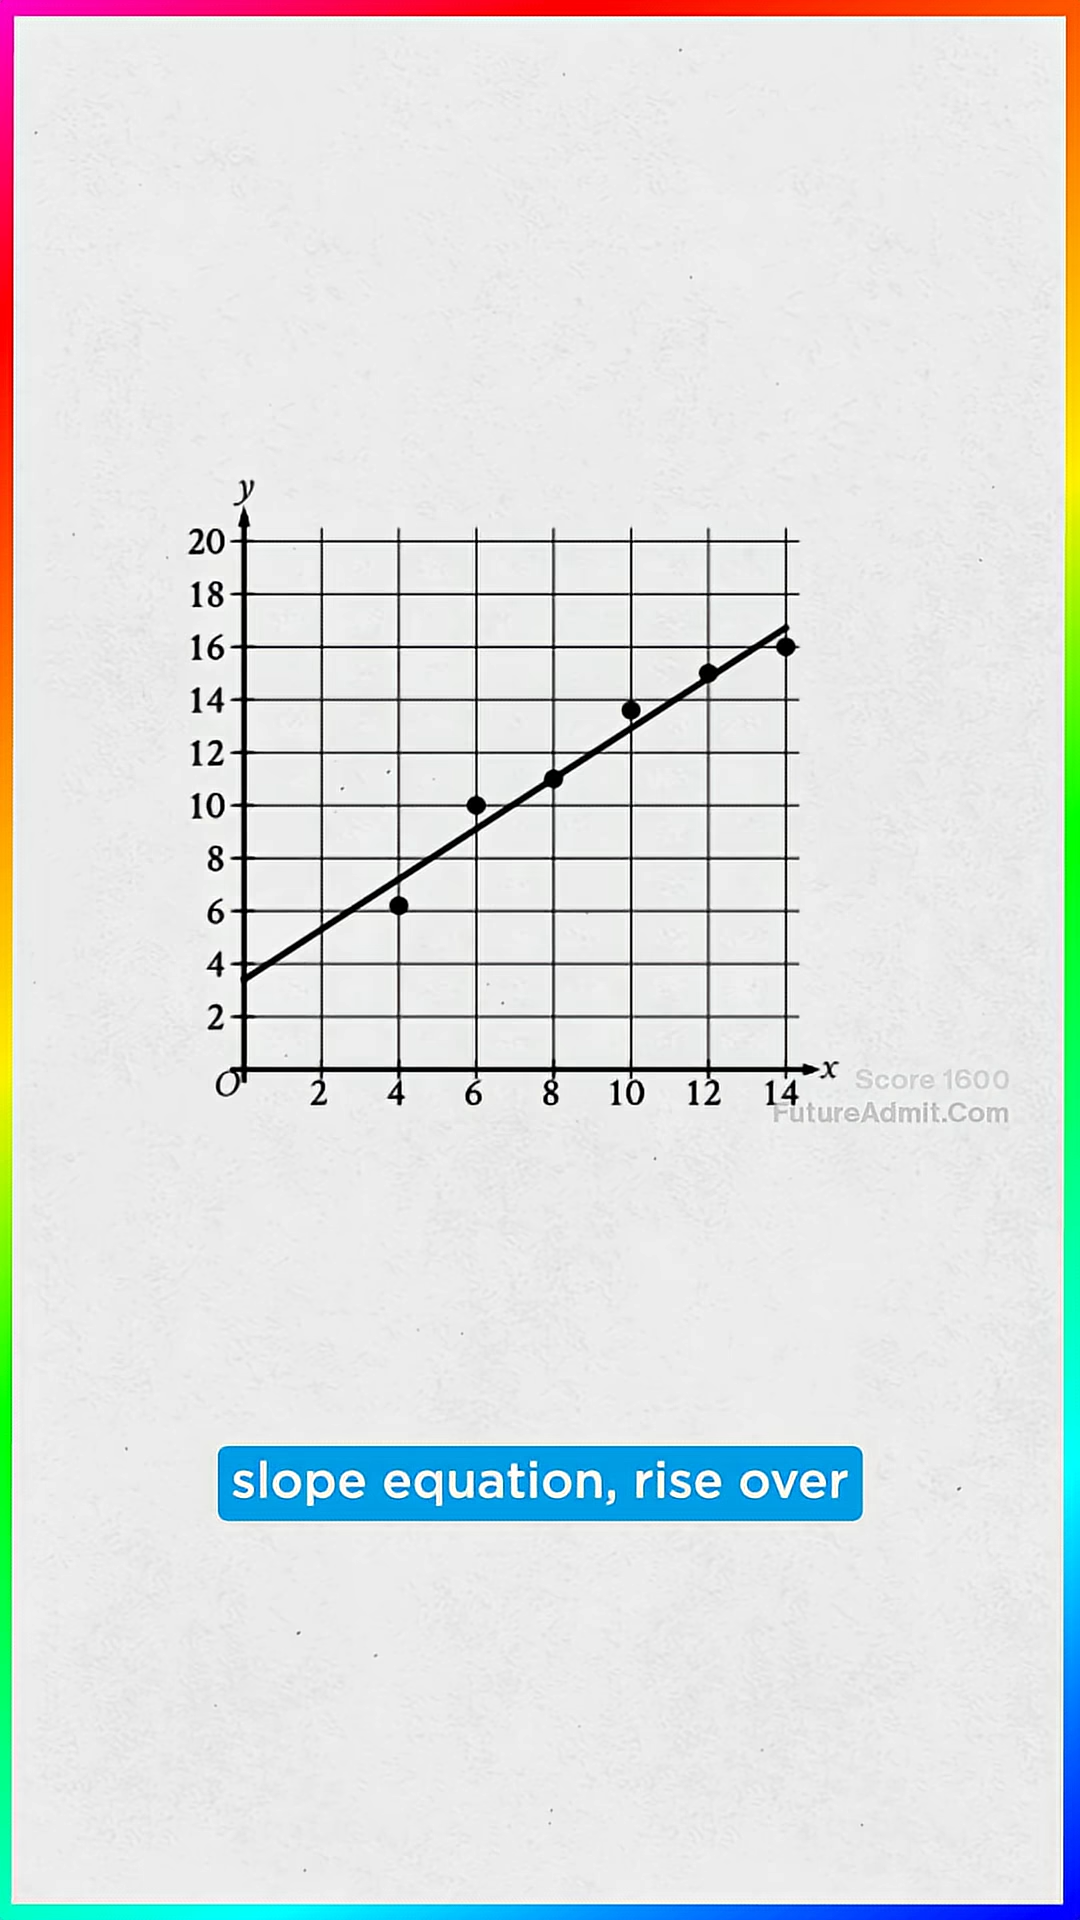 y
20
18
16
14
12
10
8
6
4
2
O
2 4 6 8 10 12 14
x
Score 1600
FutureAdmit.Com
slope equation, rise over